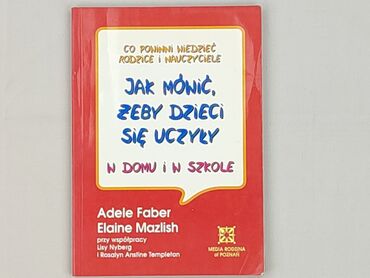 CO POWINNI WIEDZIEĆ
RODZICE I NAUCZYCIELE
JAK MÓWIĆ,
ŻEBY DZIECI
SIĘ UCZYŁY
W DOMU I W SZKOLE
Adele Faber
Elaine Mazlish
przy współpracy
Lisy Nyberg
i Rosalyn Anstine Templeton
MEDIA RODZINA
of POZNAŃ